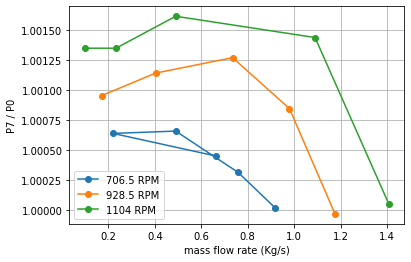 1.00150
1.00125
1.00100
1.00075
1.00050
1.00025
1.00000
P7 / P0
706.5 RPM
928.5 RPM
1104 RPM
0.2 0.4 0.6 0.8 1.0 1.2 1.4
mass flow rate (Kg/s)